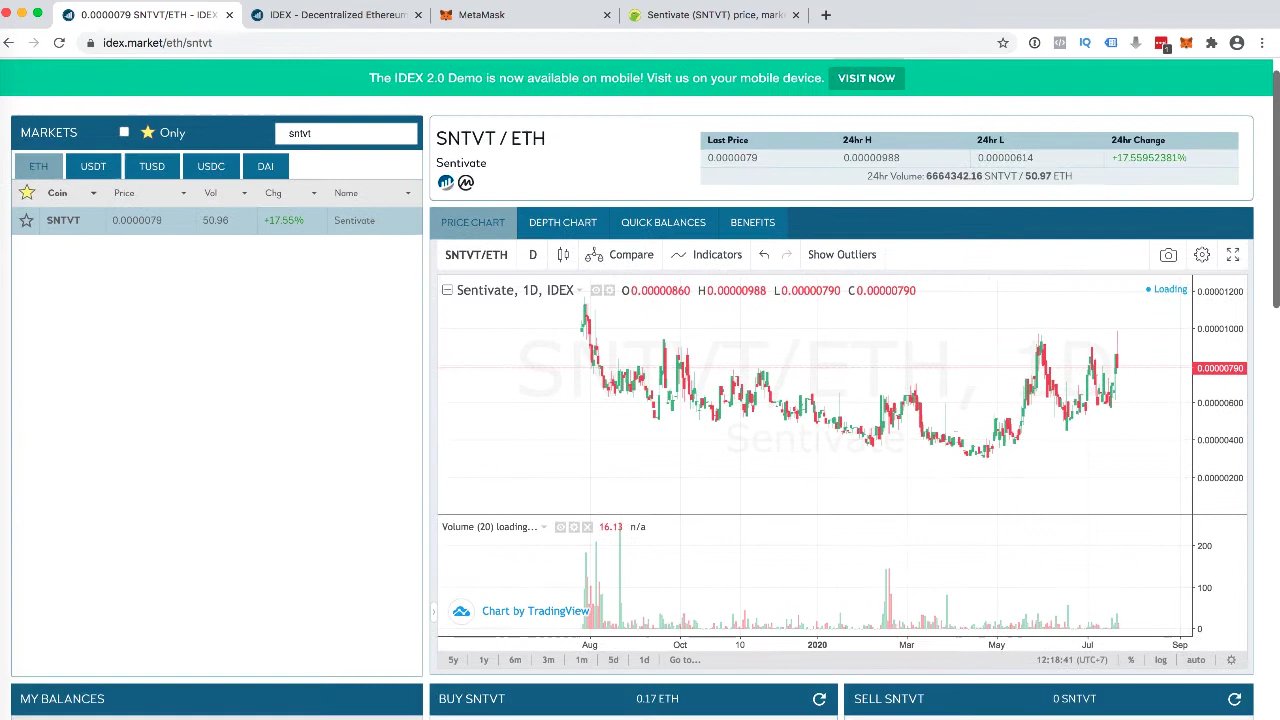 0.0000079 SNTVT/ETH - IDEX
IDEX - Decentralized Ethereum
MetaMask
Sentivate (SNTVT) price, mark
idex.market/eth/sntvt
1
The IDEX 2.0 Demo is now available on mobile! Visit us on your mobile device. VISIT NOW
MARKETS Only sntvt
ETH USDT TUSD USDC DAI
Coin Price Vol Chg Name
SNTVT 0.0000079 50.96 +17.55% Sentivate
SNTVT / ETH
Sentivate
Last Price 24hr H 24hr L 24hr Change
0.0000079 0.00000988 0.00000614 +17.55952381%
24hr Volume: 6664342.16 SNTVT / 50.97 ETH
PRICE CHART DEPTH CHART QUICK BALANCES BENEFITS
SNTVT/ETH D Compare Indicators Show Outliers
Sentivate, 1D, IDEX O0.00000860 H0.00000988 L0.00000790 C0.00000790
Loading
0.00001200
0.00001000
0.00000790
0.00000600
0.00000400
0.00000200
SNTVT/ETH, 1D
Sentivate
Volume (20) loading... 16.13 n/a
200
100
0
Chart by TradingView
Aug Oct 10 2020 Mar May Jul Sep
5y 1y 6m 3m 1m 5d 1d Go to... 12:18:41 (UTC+7) % log auto
MY BALANCES
BUY SNTVT 0.17 ETH
SELL SNTVT 0 SNTVT